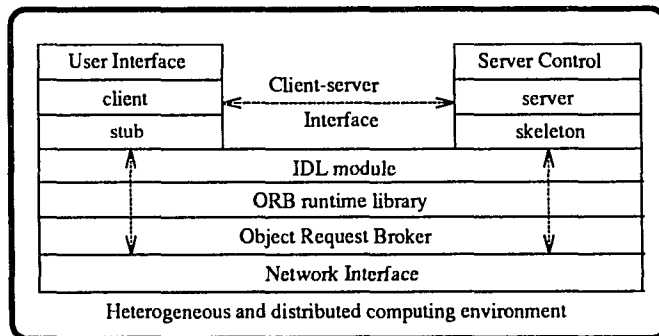 User Interface
Server Control
Client-server
client
server
Interface
stub
skeleton
IDL module
ORB runtime library
Object Request Broker
Network Interface
Heterogeneous and distributed computing environment